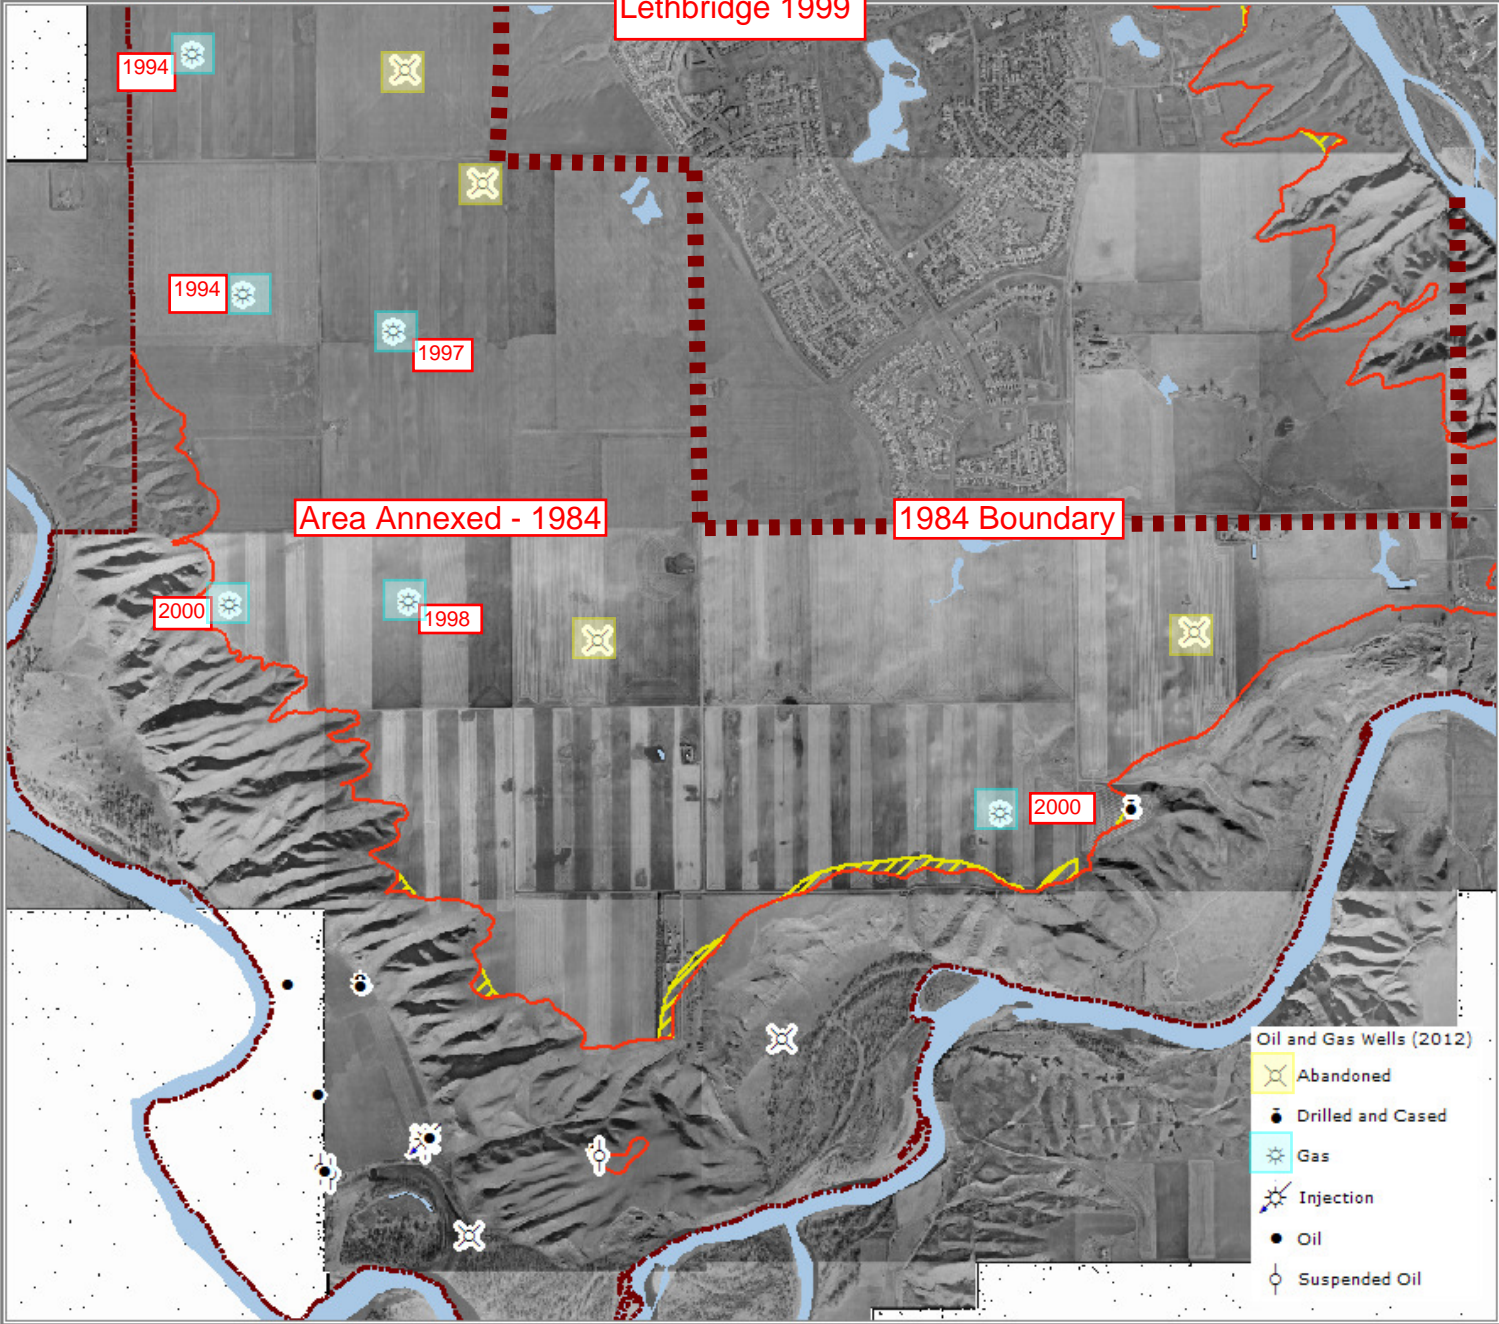 Lethbridge 1999
1994
1994
1997
Area Annexed - 1984
1984 Boundary
2000
1998
2000
Oil and Gas Wells (2012)
Abandoned
Drilled and Cased
Gas
Injection
Oil
Suspended Oil